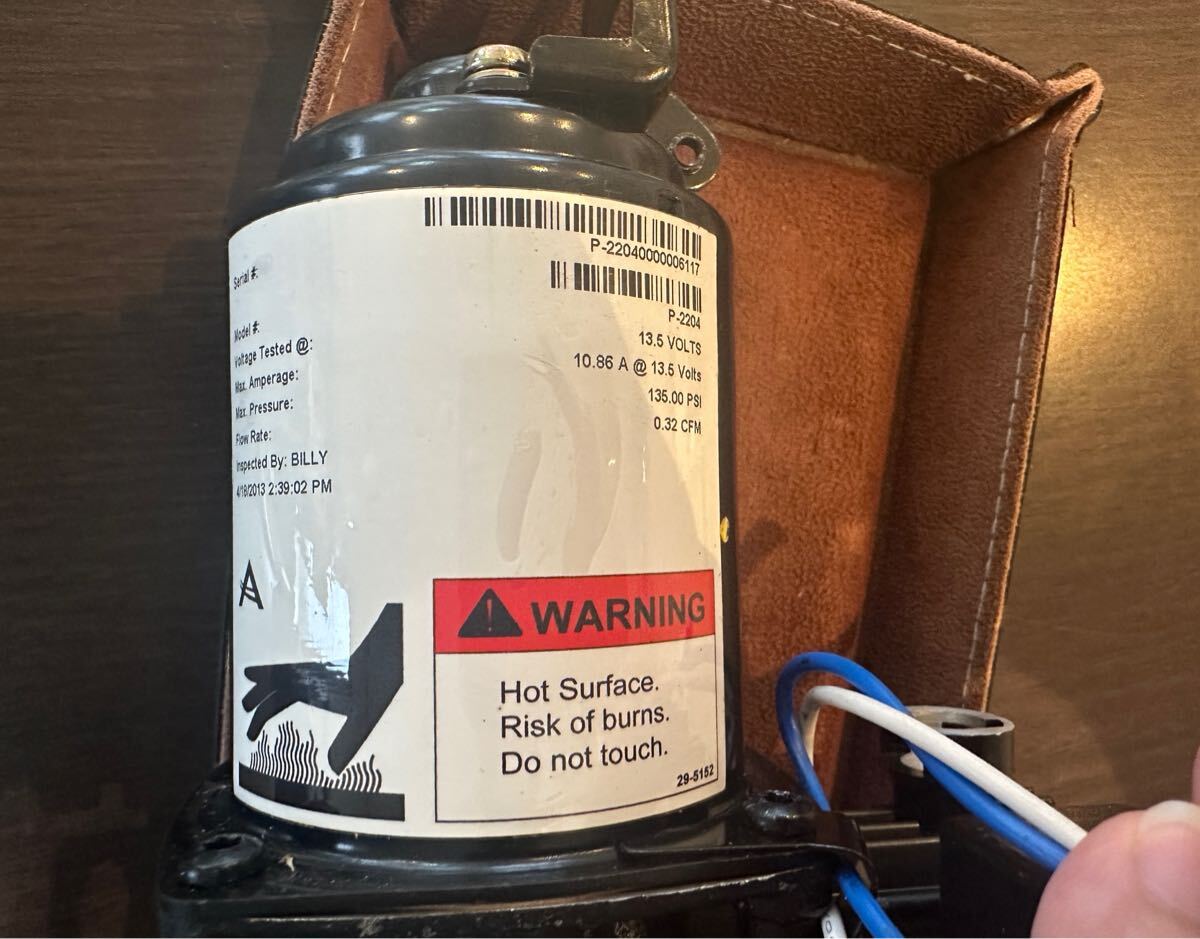 P-22040000006117
Serial #:
P-2204
Model #:
13.5 VOLTS
Voltage Tested @:
10.86 A @ 13.5 Volts
Max. Amperage:
135.00 PSI
Max. Pressure:
0.32 CFM
Flow Rate:
Inspected By: BILLY
4/18/2013 2:39:02 PM
A
WARNING
Hot Surface.
Risk of burns.
Do not touch.
29-5152